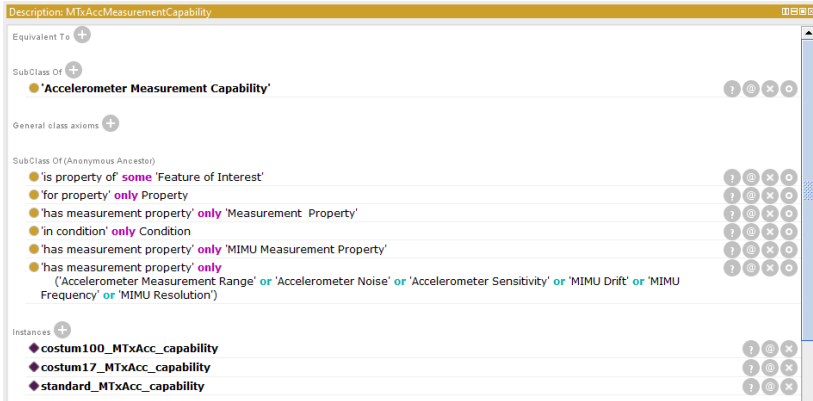 Description: MTxAccMeasurementCapability
Equivalent To
SubClass Of
'Accelerometer Measurement Capability'
General class axioms
SubClass Of (Anonymous Ancestor)
'is property of' some 'Feature of Interest'
'for property' only Property
'has measurement property' only 'Measurement  Property'
'in condition' only Condition
'has measurement property' only 'MIMU Measurement Property'
'has measurement property' only
('Accelerometer Measurement Range' or 'Accelerometer Noise' or 'Accelerometer Sensitivity' or 'MIMU Drift' or 'MIMU
Frequency' or 'MIMU Resolution')
Instances
costum100_MTxAcc_capability
costum17_MTxAcc_capability
standard_MTxAcc_capability